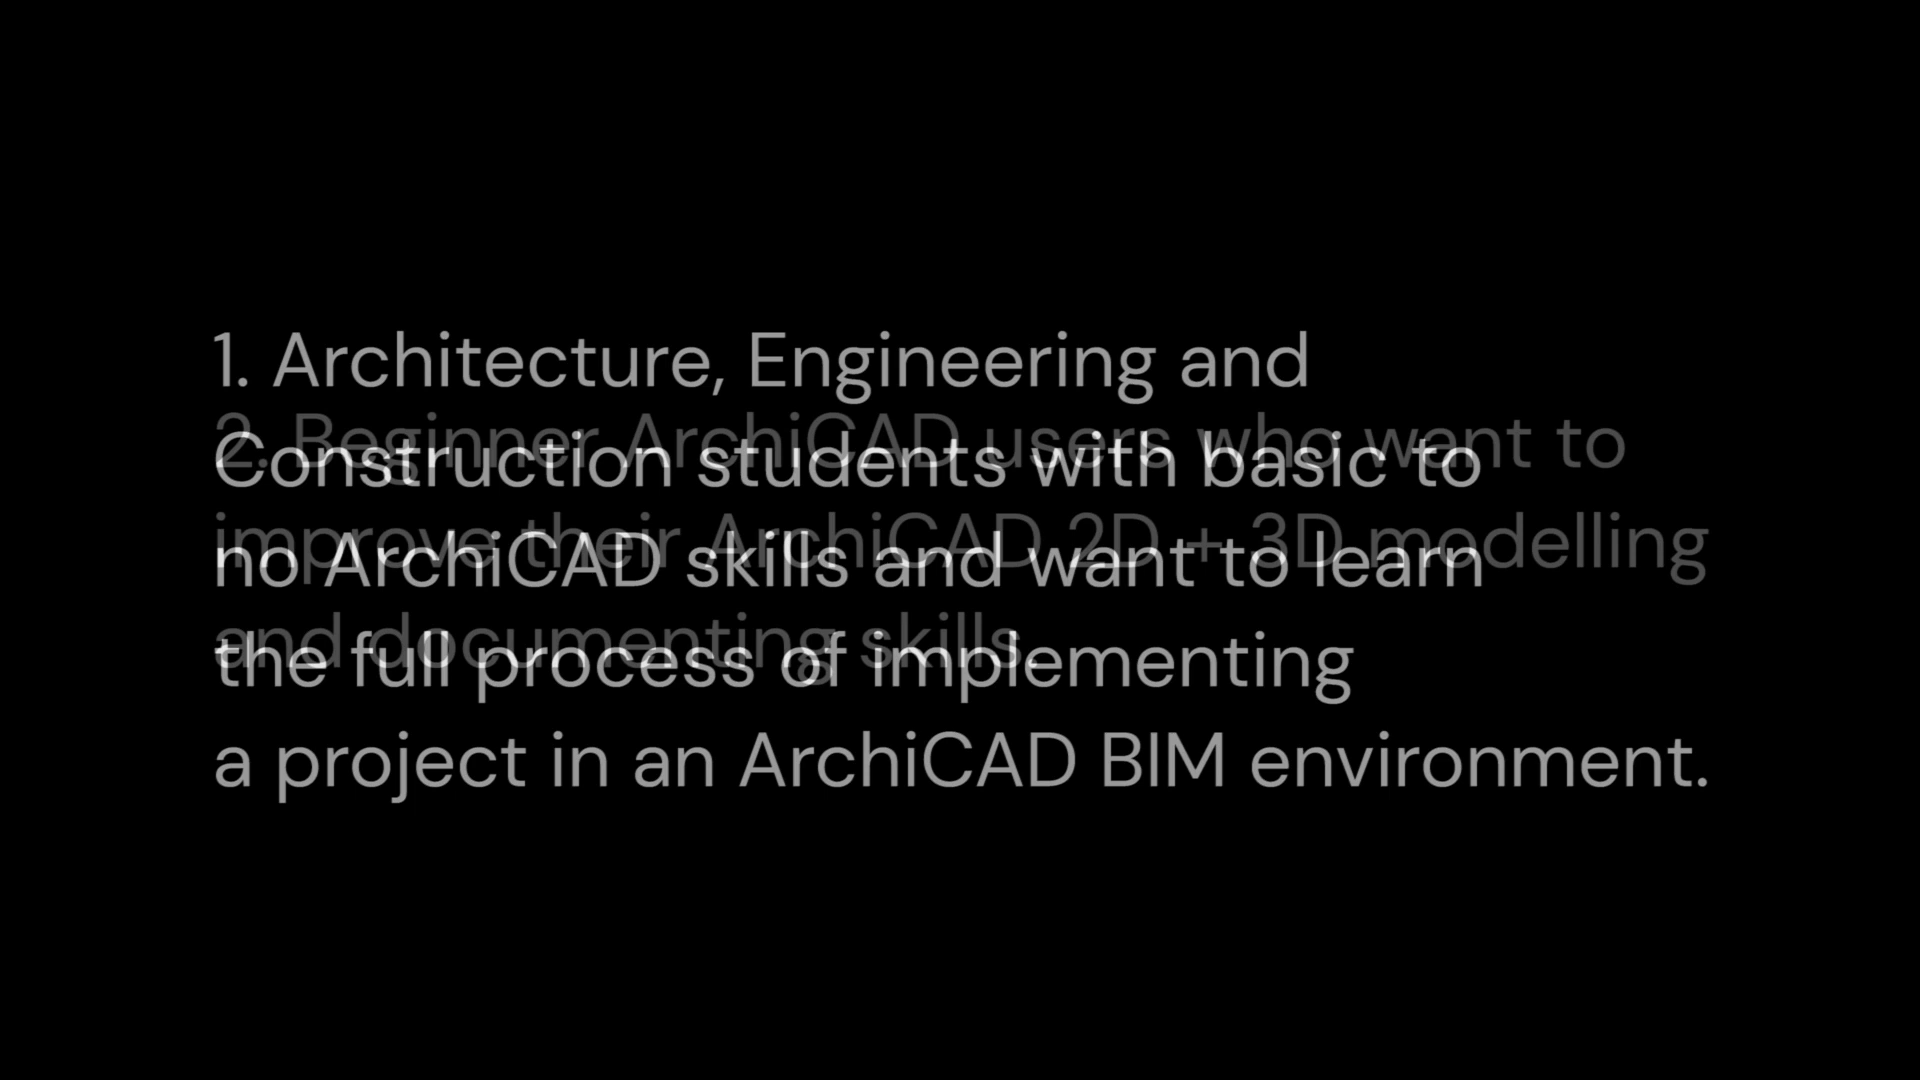 1. Architecture, Engineering and
Construction students with basic to
no ArchiCAD skills and want to learn
the full process of implementing
a project in an ArchiCAD BIM environment.
2. Beginner ArchiCAD users who want to
improve their ArchiCAD 2D + 3D modelling
and documenting skills.